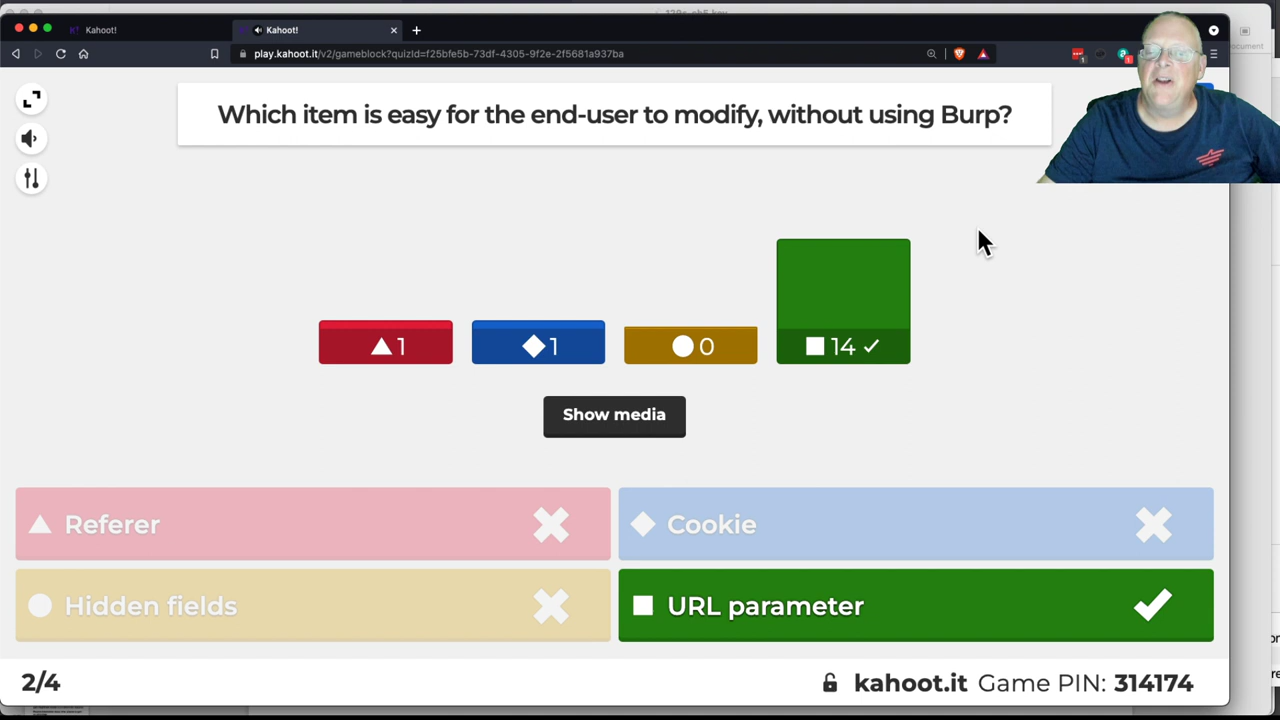 Kahoot!
Kahoot!
play.kahoot.it/v2/gameblock?quizId=f25bfe5b-73df-4305-9f2e-2f5681a937ba
Which item is easy for the end-user to modify, without using Burp?
1
1
0
14
Show media
Referer
Cookie
Hidden fields
URL parameter
2/4
kahoot.it Game PIN: 314174